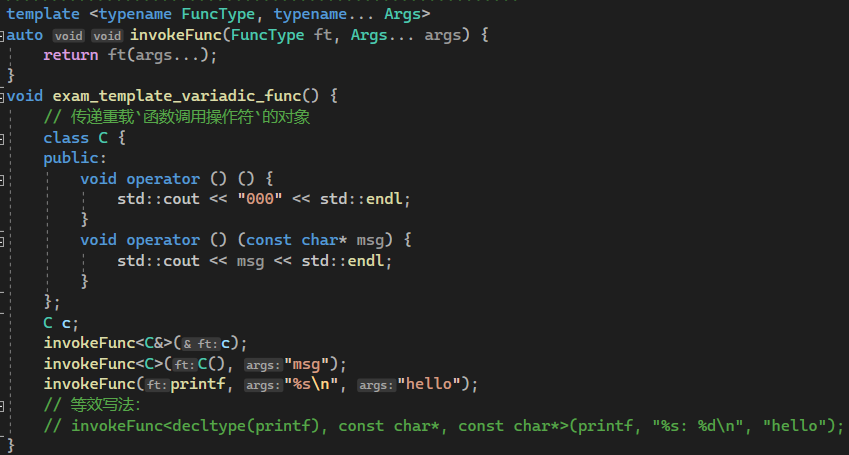 template <typename FuncType, typename... Args>
auto void void invokeFunc(FuncType ft, Args... args) {
    return ft(args...);
}
void exam_template_variadic_func() {
    // 传递重载`函数调用操作符`的对象
    class C {
    public:
        void operator () () {
            std::cout << "000" << std::endl;
        }
        void operator () (const char* msg) {
            std::cout << msg << std::endl;
        }
    };
    C c;
    invokeFunc<C&>(& ft:c);
    invokeFunc<C>(ft:C(), args:"msg");
    invokeFunc(ft:printf, args:"%s\n", args:"hello");
    // 等效写法:
    // invokeFunc<decltype(printf), const char*, const char*>(printf, "%s: %d\n", "hello");
}